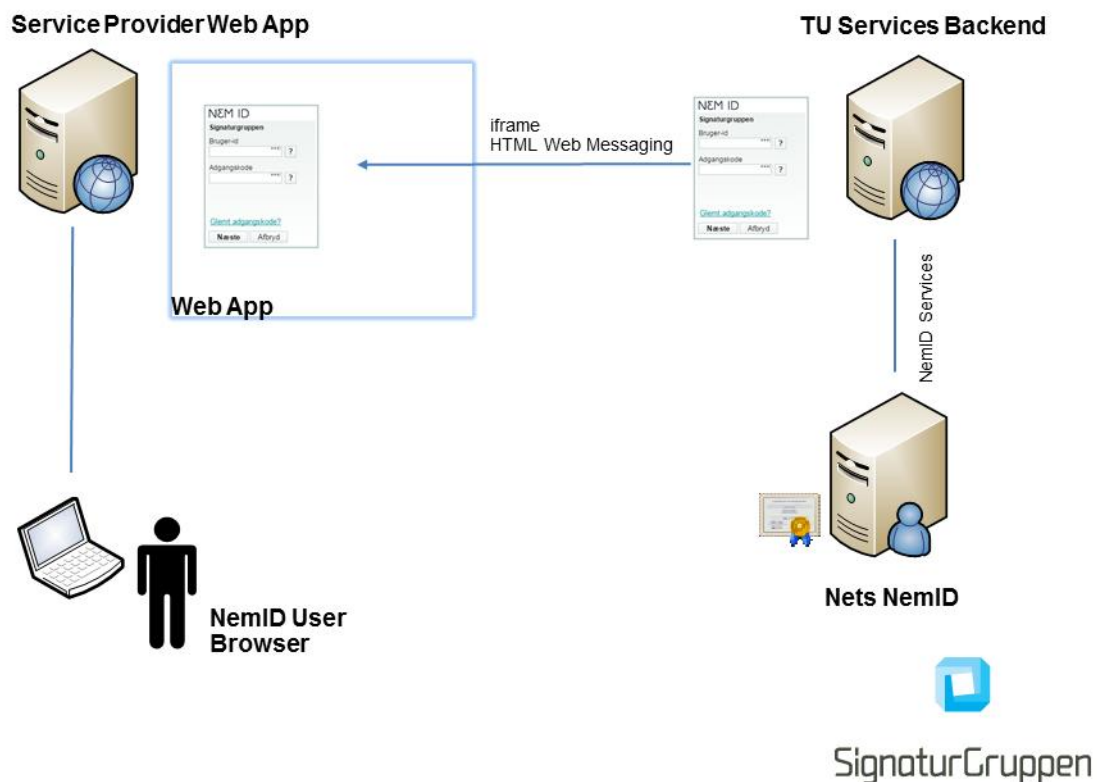 Service Provider Web App
TU Services Backend
NEM ID
Signaturgruppen
Bruger-id
?
Adgangskode
?
Glemt adgangskode?
Næste Afbryd
Web App
iframe
HTML Web Messaging
NEM ID
Signaturgruppen
Bruger-id
?
Adgangskode
?
Glemt adgangskode?
Næste Afbryd
NemID Services
NemID User
Browser
Nets NemID
SignaturGruppen